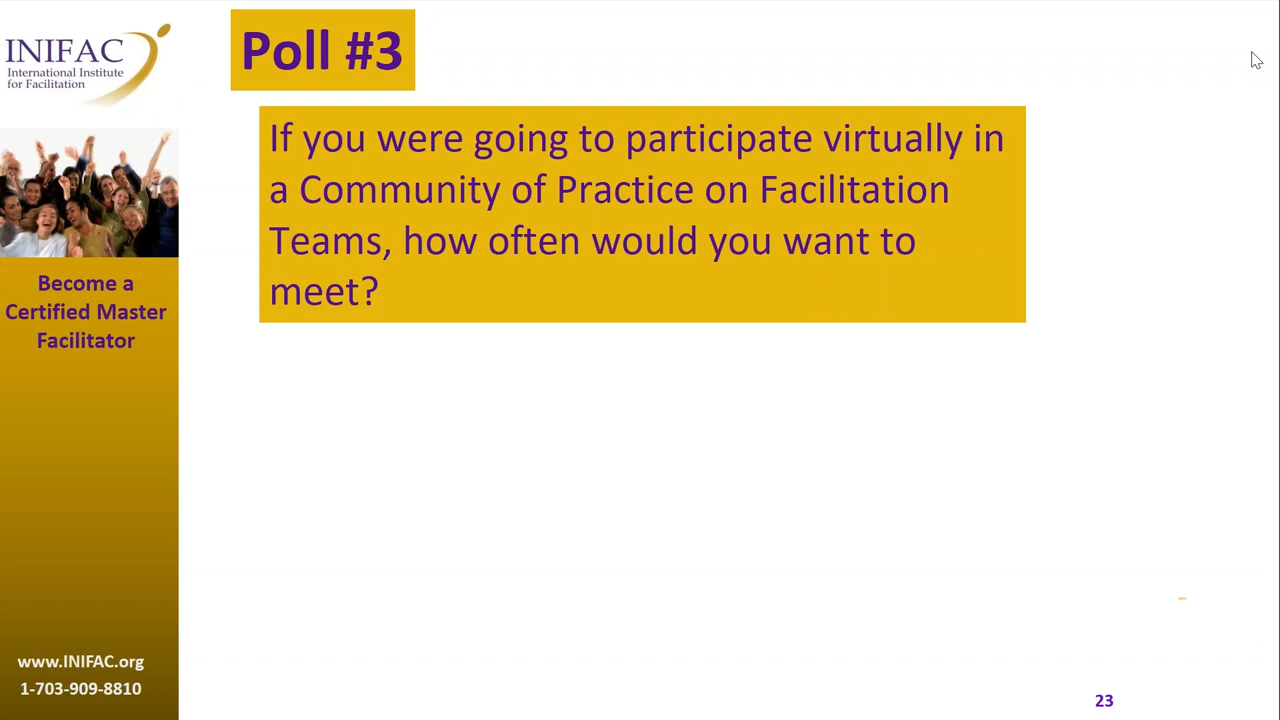 INIFAC
International Institute
for Facilitation
Poll #3
If you were going to participate virtually in
a Community of Practice on Facilitation
Teams, how often would you want to
meet?
Become a
Certified Master
Facilitator
www.INIFAC.org
1-703-909-8810
23